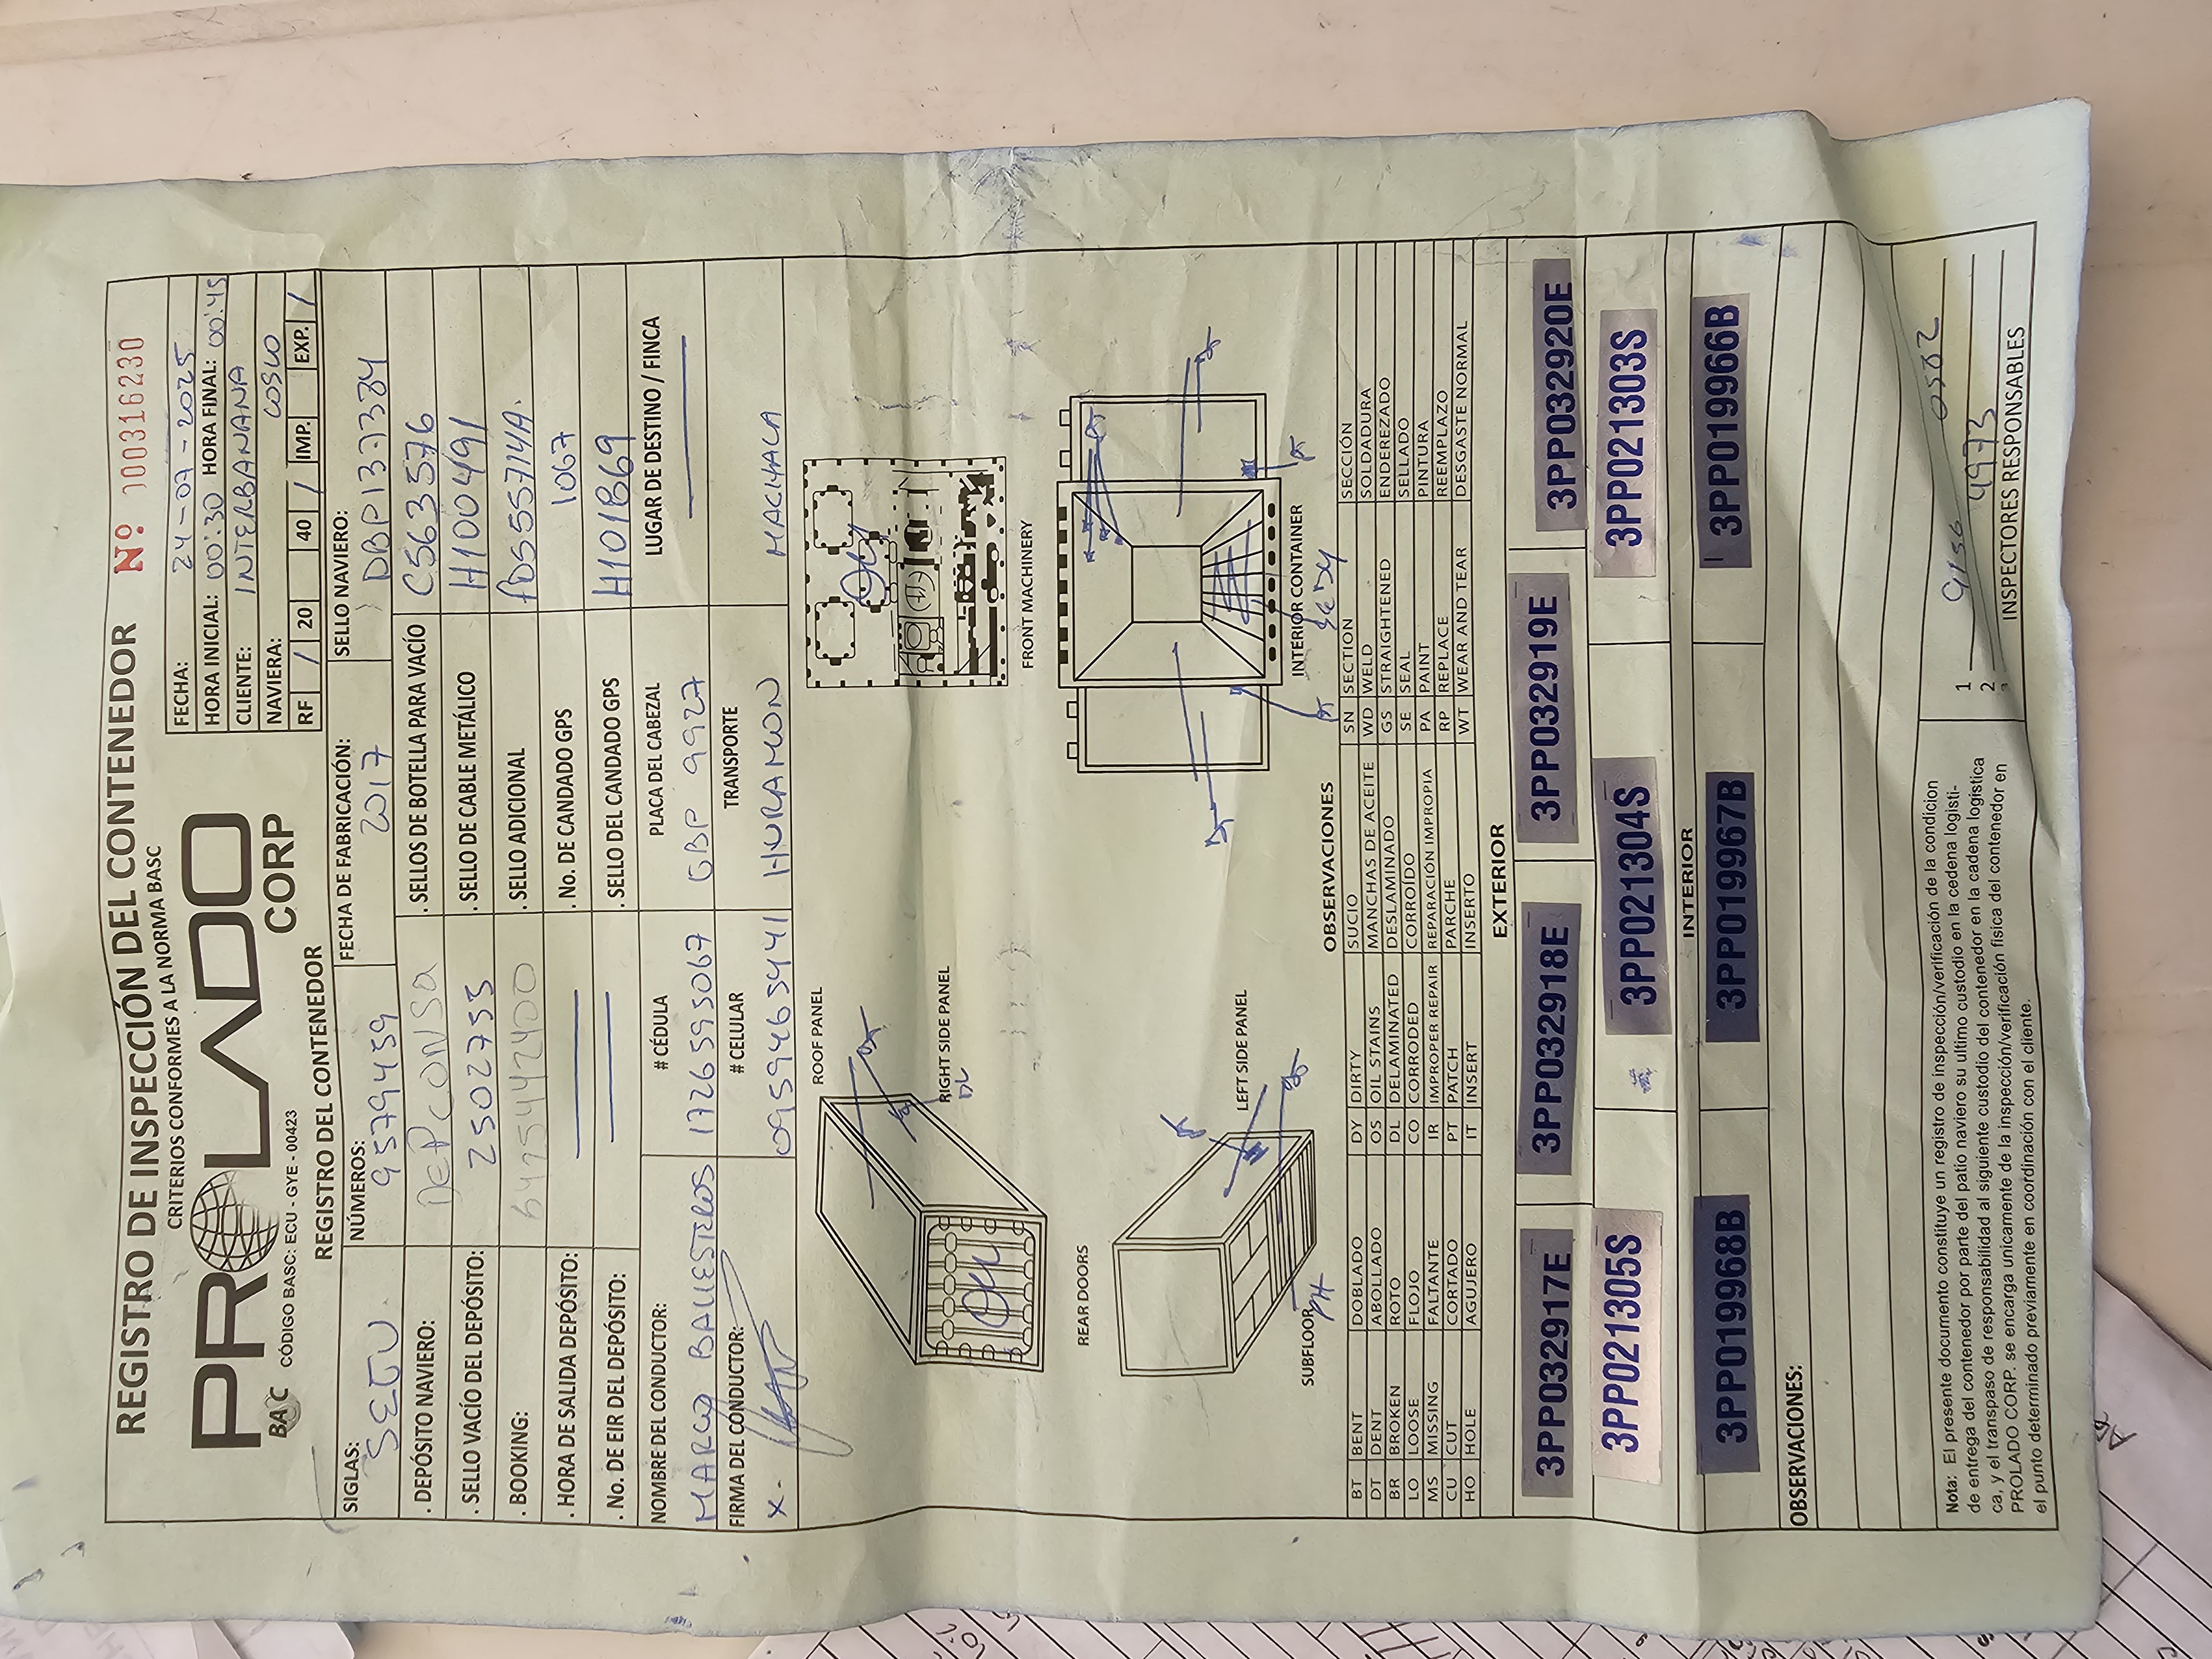 REGISTRO DE INSPECCIÓN DEL CONTENEDOR Nº 000316230
CRITERIOS CONFORMES A LA NORMA BASC
PROLADO
CORP
BASC CÓDIGO BASC: ECU - GYE - 00423
FECHA: 24-07-2025
HORA INICIAL: 00:30 HORA FINAL: 00:45
CLIENTE: INTERBANANA
NAVIERA: COSCO
RF / 20 40 / IMP. EXP. /
REGISTRO DEL CONTENEDOR
SIGLAS: NÚMEROS: FECHA DE FABRICACIÓN: SELLO NAVIERO:
SEGU 9579459 2017 DBP137384
. DEPÓSITO NAVIERO: DEPCONSA . SELLOS DE BOTELLA PARA VACÍO C563576
. SELLO VACÍO DEL DEPÓSITO: 2502755 . SELLO DE CABLE METÁLICO H100491
. BOOKING: 6425442400 . SELLO ADICIONAL ADS55714A.
. HORA DE SALIDA DEPÓSITO: . No. DE CANDADO GPS 1067
. No. DE EIR DEL DEPÓSITO: . SELLO DEL CANDADO GPS H101869
NOMBRE DEL CONDUCTOR: # CÉDULA PLACA DEL CABEZAL LUGAR DE DESTINO / FINCA
MARCO BALLESTEROS 1726595067 GBP 9927
FIRMA DEL CONDUCTOR: # CELULAR TRANSPORTE
X. 0959465441 HURAMON MACHALA
ROOF PANEL
RIGHT SIDE PANEL
DL
FRONT MACHINERY
REAR DOORS
LEFT SIDE PANEL
SUBFLOOR
INTERIOR CONTAINER
OBSERVACIONES
BT BENT DOBLADO DY DIRTY SUCIO SN SECTION SECCIÓN
DT DENT ABOLLADO OS OIL STAINS MANCHAS DE ACEITE WD WELD SOLDADURA
BR BROKEN ROTO DL DELAMINATED DESLAMINADO GS STRAIGHTENED ENDEREZADO
LO LOOSE FLOJO CO CORRODED CORROÍDO SE SEAL SELLADO
MS MISSING FALTANTE IR IMPROPER REPAIR REPARACIÓN IMPROPIA PA PAINT PINTURA
CU CUT CORTADO PT PATCH PARCHE RP REPLACE REEMPLAZO
HO HOLE AGUJERO IT INSERT INSERTO WT WEAR AND TEAR DESGASTE NORMAL
EXTERIOR
3PP032917E 3PP032918E 3PP032919E 3PP032920E
3PP021305S 3PP021304S 3PP021303S
INTERIOR
3PP019968B 3PP019967B 3PP019966B
OBSERVACIONES:
Nota: El presente documento constituye un registro de inspección/verificación de la condicion
de entrega del contenedor por parte del patio naviero su ultimo custodio en la cedena logisti-
ca, y el transpaso de responsabilidad al siguiente custodio del contenedor en la cadena logística
PROLADO CORP. se encarga unicamente de la inspección/verificación fisica del contenedor en
el punto determinado previamente en coordinación con el cliente.
1 9156 0502
2 4973
INSPECTORES RESPONSABLES